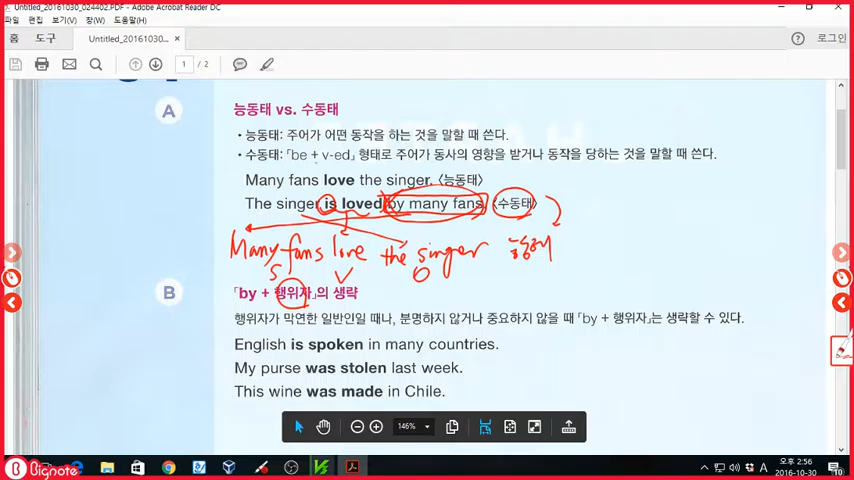 Untitled_20161030_024402.PDF - Adobe Acrobat Reader DC
파일 편집 보기(V) 창(W) 도움말(H)
홈 도구 Untitled_20161030... × 로그인
1 / 2
A 능동태 vs. 수동태
• 능동태: 주어가 어떤 동작을 하는 것을 말할 때 쓴다.
• 수동태: 「be + v-ed」 형태로 주어가 동사의 영향을 받거나 동작을 당하는 것을 말할 때 쓴다.
Many fans love the singer. 〈능동태〉
The singer is loved by many fans. 〈수동태〉
Many fans love the singer
S V O
B 「by + 행위자」의 생략
행위자가 막연한 일반인일 때나, 분명하지 않거나 중요하지 않을 때 「by + 행위자」는 생략할 수 있다.
English is spoken in many countries.
My purse was stolen last week.
This wine was made in Chile.
146%
Bignote
A 오후 2:56
2016-10-30